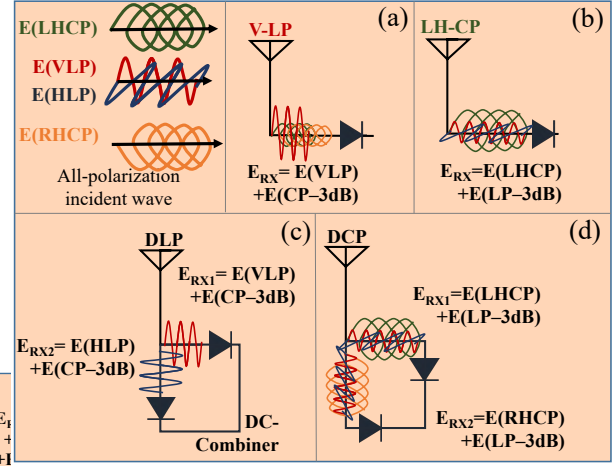 E(LHCP)
E(VLP)
E(HLP)
E(RHCP)
All-polarization
incident wave
(a)
V-LP
E_RX= E(VLP)
+E(CP–3dB)
(b)
LH-CP
E_RX=E(LHCP)
+E(LP–3dB)
(c)
DLP
E_RX1= E(VLP)
+E(CP–3dB)
E_RX2= E(HLP)
+E(CP–3dB)
DC-
Combiner
(d)
DCP
E_RX1=E(LHCP)
+E(LP–3dB)
E_RX2=E(RHCP)
+E(LP–3dB)